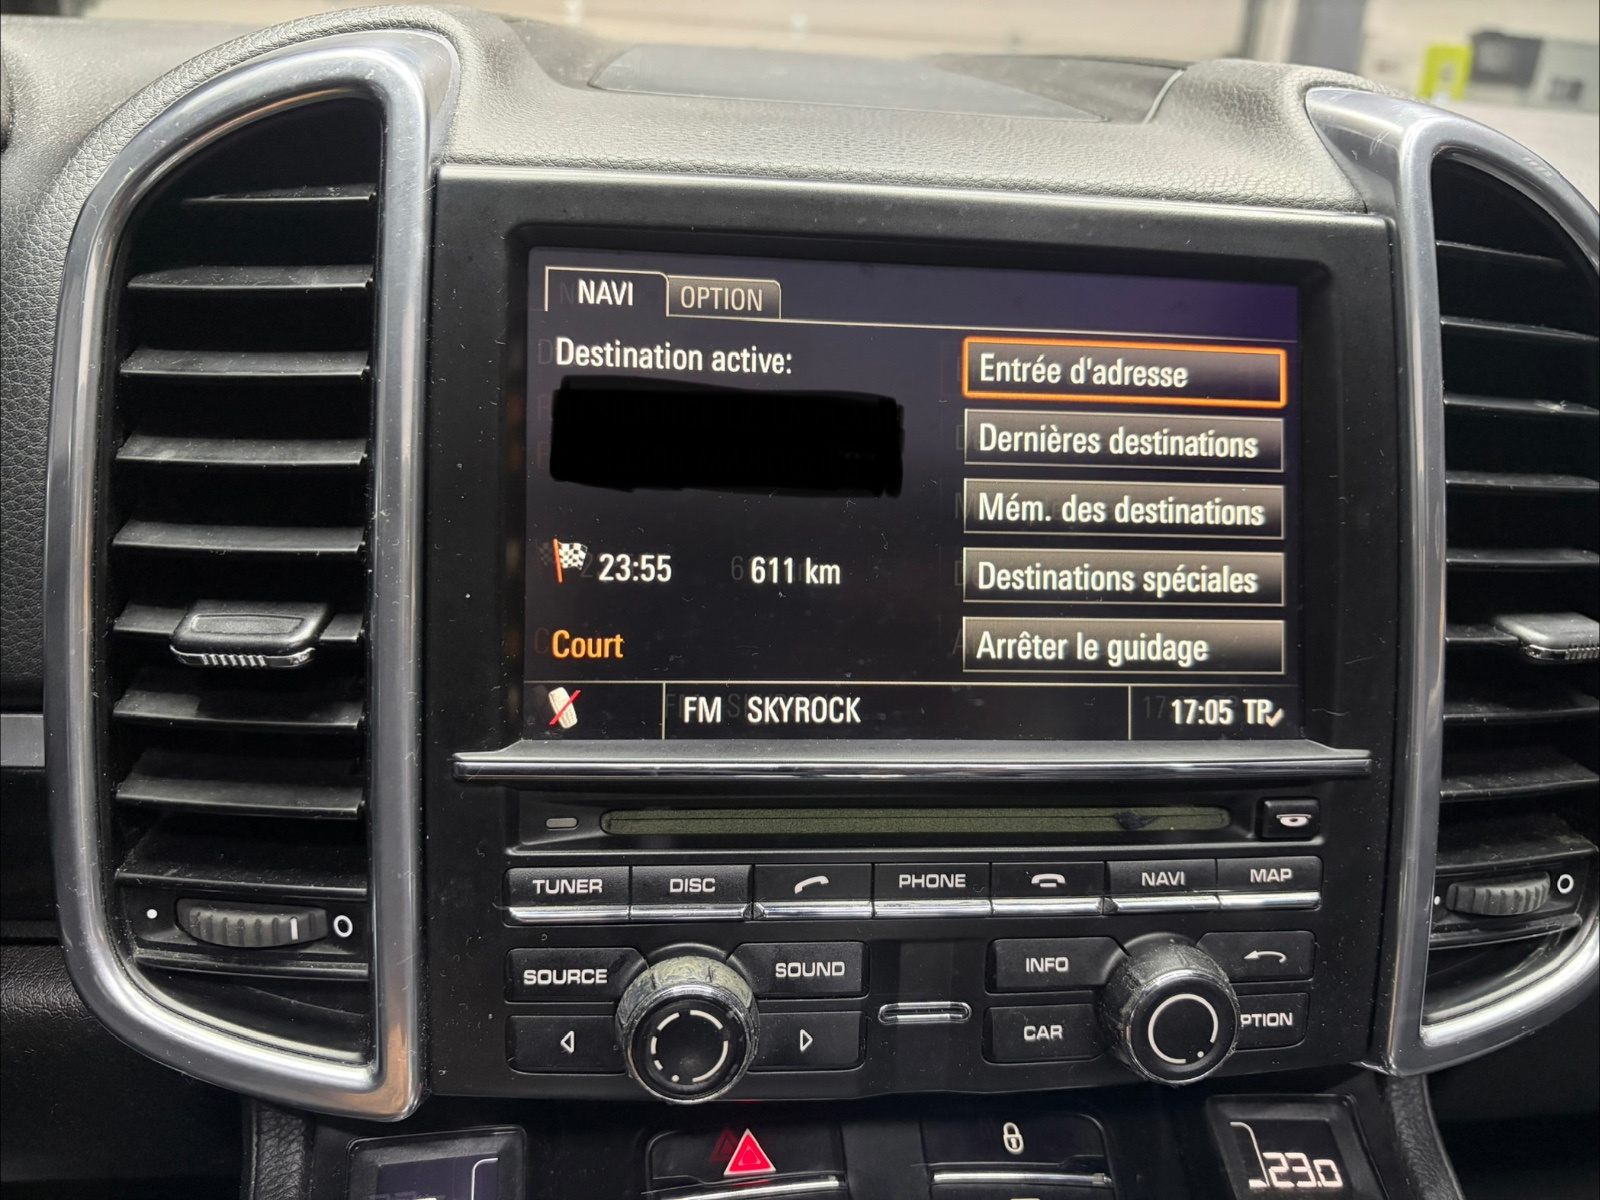 NAVI OPTION
Destination active:
Entrée d'adresse
Dernières destinations
Mém. des destinations
23:55 611 km
Destinations spéciales
Court
Arrêter le guidage
FM SKYROCK 17:05 TP
TUNER DISC PHONE NAVI MAP
SOURCE SOUND INFO
CAR PTION
23.0